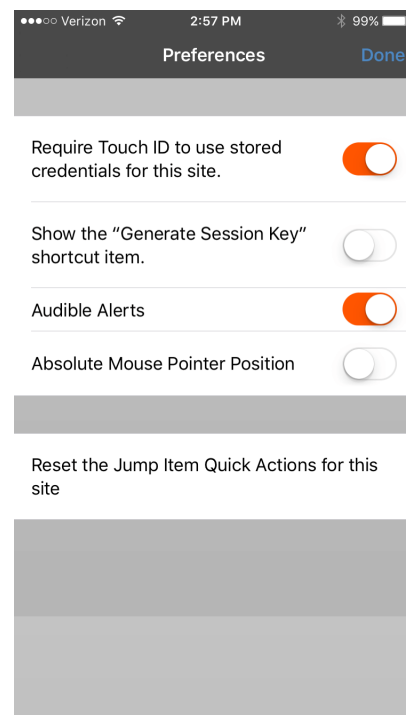 ●●●○○ Verizon 2:57 PM 99%
Preferences Done
Require Touch ID to use stored
credentials for this site.
Show the “Generate Session Key”
shortcut item.
Audible Alerts
Absolute Mouse Pointer Position
Reset the Jump Item Quick Actions for this
site